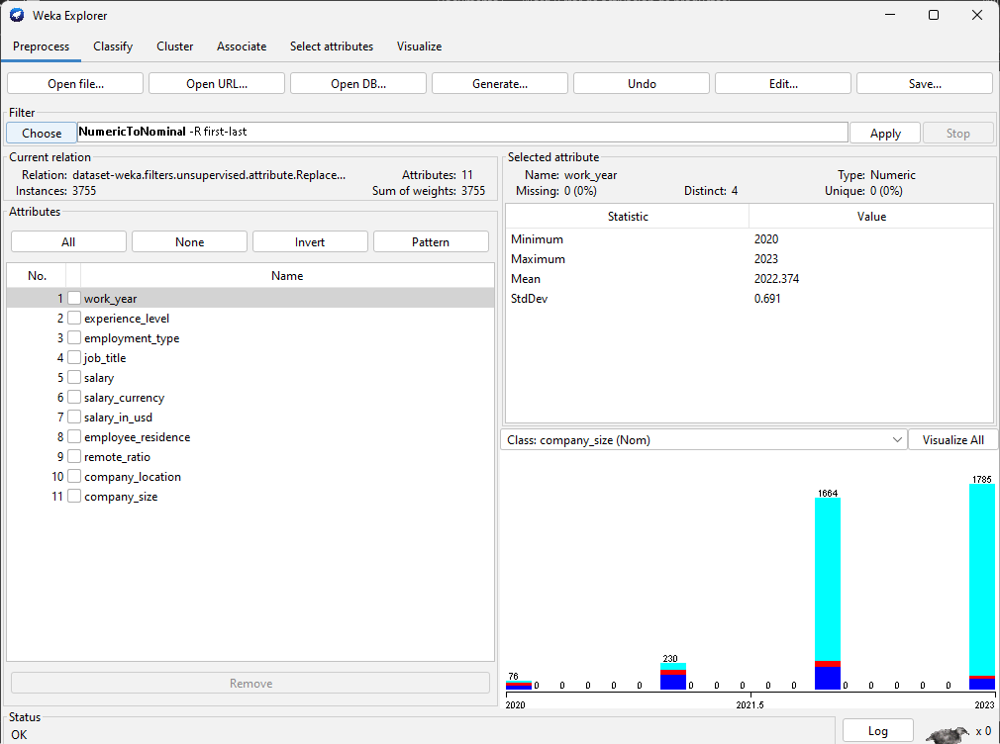 Weka Explorer
Preprocess Classify Cluster Associate Select attributes Visualize
Open file... Open URL... Open DB... Generate... Undo Edit... Save...
Filter
Choose NumericToNominal -R first-last Apply Stop
Current relation
Relation: dataset-weka.filters.unsupervised.attribute.Replace... Attributes: 11
Instances: 3755 Sum of weights: 3755
Attributes
All None Invert Pattern
No. Name
1 work_year
2 experience_level
3 employment_type
4 job_title
5 salary
6 salary_currency
7 salary_in_usd
8 employee_residence
9 remote_ratio
10 company_location
11 company_size
Remove
Selected attribute
Name: work_year Type: Numeric
Missing: 0 (0%) Distinct: 4 Unique: 0 (0%)
Statistic Value
Minimum 2020
Maximum 2023
Mean 2022.374
StdDev 0.691
Class: company_size (Nom) Visualize All
1785
1664
230
76
0 0 0 0 0 0 0 0 0 0 0 0 0 0 0
2020 2021.5 2023
Status
OK
Log x 0